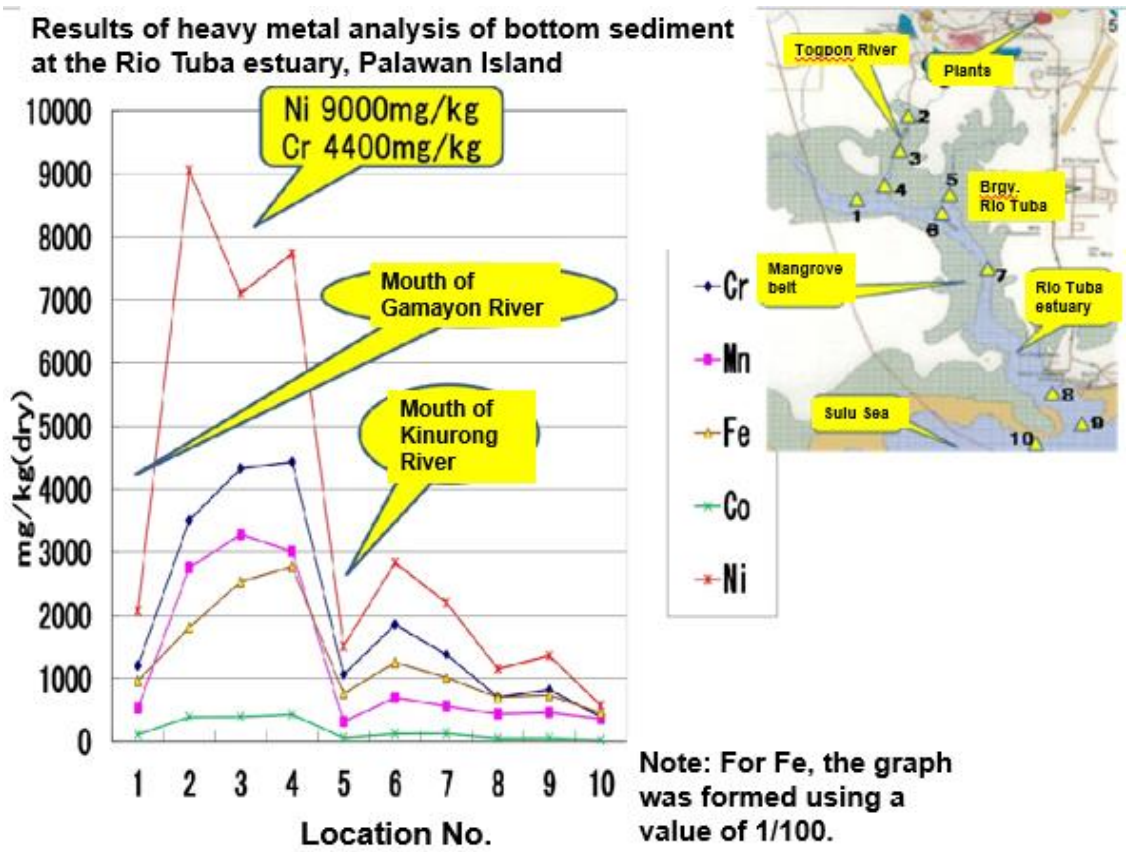 Results of heavy metal analysis of bottom sediment
at the Rio Tuba estuary, Palawan Island
Ni 9000mg/kg
Cr 4400mg/kg
Mouth of
Gamayon River
Mouth of
Kinurong
River
mg/kg(dry)
10000
9000
8000
7000
6000
5000
4000
3000
2000
1000
0
1 2 3 4 5 6 7 8 9 10
Location No.
Cr
Mn
Fe
Co
Ni
Togpon River
Plants
2
3
4
5
1
6
Brgy.
Rio Tuba
Mangrove
belt
7
Rio Tuba
estuary
8
Sulu Sea
9
10
Note: For Fe, the graph
was formed using a
value of 1/100.